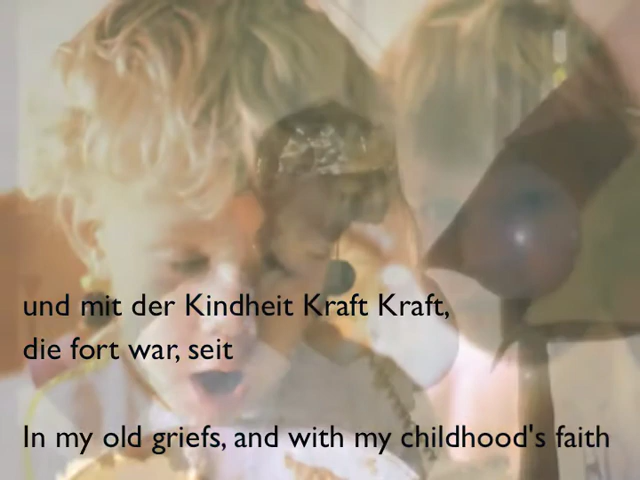 und mit der Kindheit Kraft Kraft,
die fort war, seit
In my old griefs, and with my childhood's faith